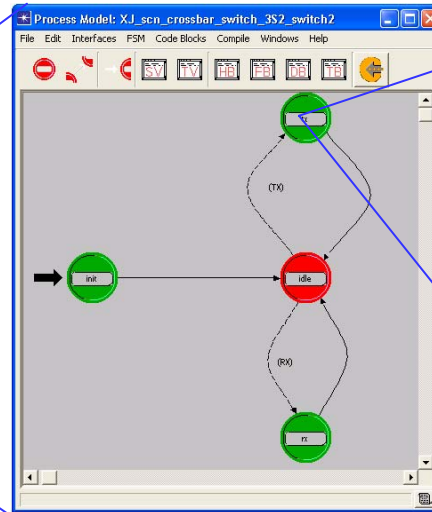 Process Model: XJ_scn_crossbar_switch_3S2_switch2
File Edit Interfaces FSM Code Blocks Compile Windows Help
SV TV HB FB DB TB
(TX)
init
idle
(RX)
rx